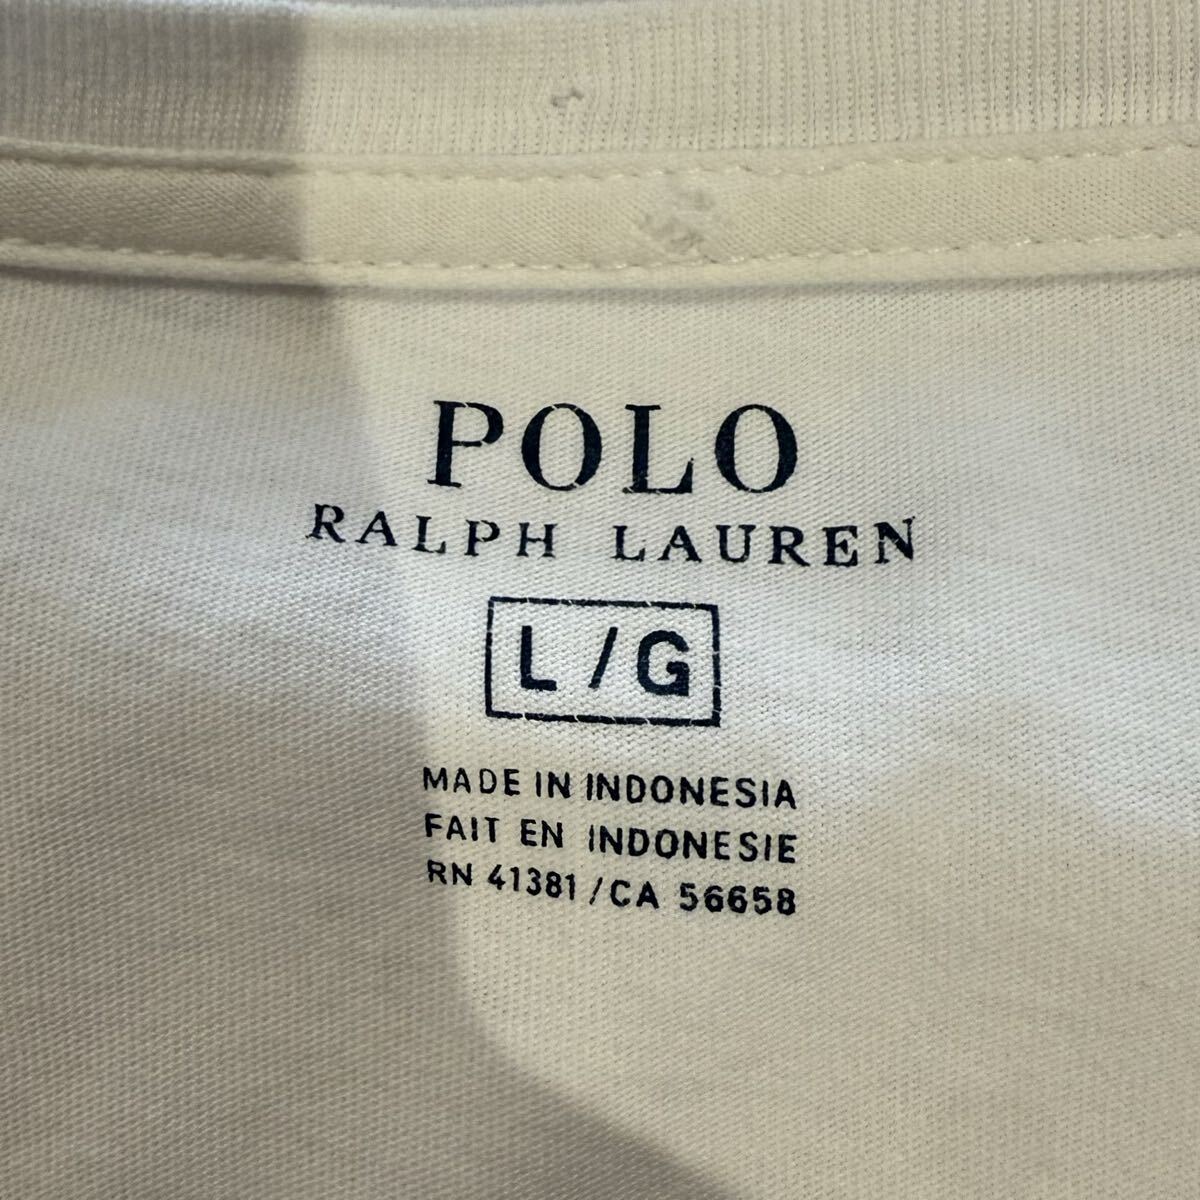 POLO
RALPH LAUREN
L/G
MADE IN INDONESIA
FAIT EN INDONESIE
RN 41381/CA 56658